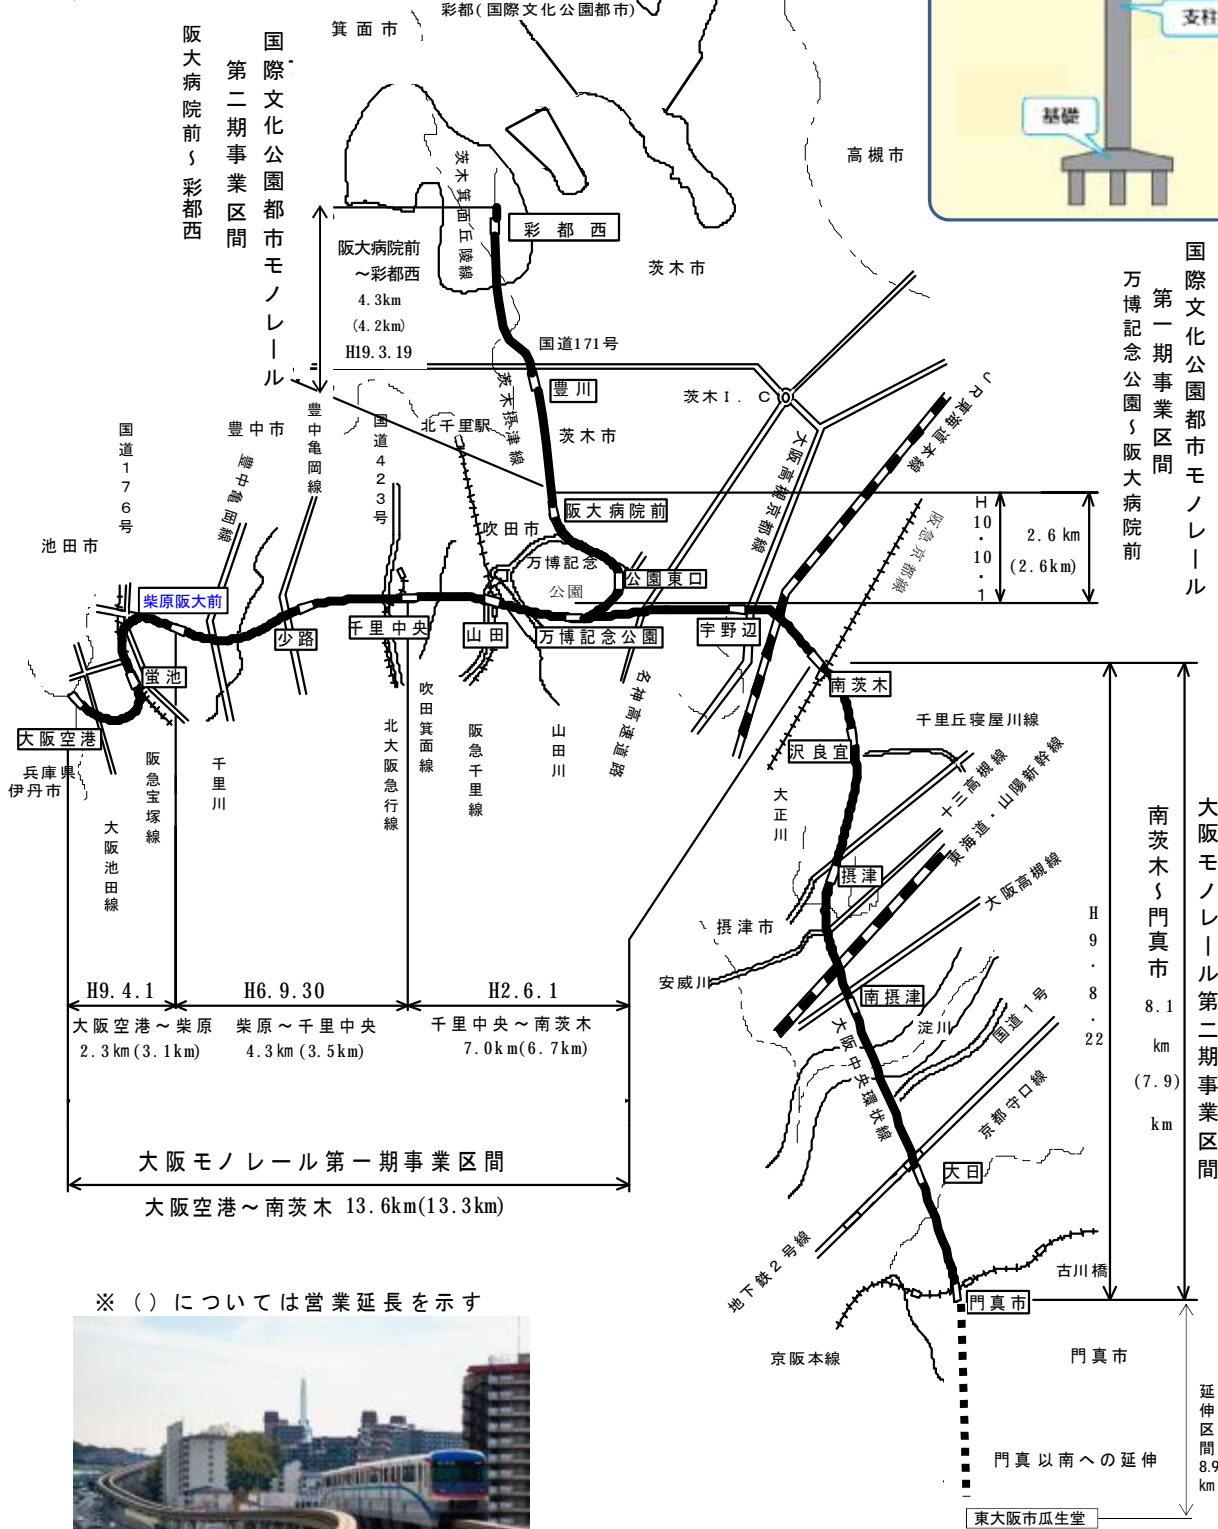 彩都(国際文化公園都市)
箕面市
国際文化公園都市モノレール
第二期事業区間
阪大病院前～彩都西
支柱
基礎
高槻市
茨木箕面丘陵線
彩都西
阪大病院前
～彩都西
4.3km
(4.2km)
H19.3.19
茨木市
国際文化公園都市モノレール
第一期事業区間
万博記念公園～阪大病院前
国道171号
豊川
茨木I.C
茨木摂津線
茨木市
JR東海道本線
国道176号
豊中市
豊中亀岡線
豊中亀岡線
国道423号
北千里駅
大阪高槻京都線
阪大病院前
吹田市
万博記念
公園
公園東口
阪急京都線
H10.10.1
2.6km
(2.6km)
池田市
柴原阪大前
少路
千里中央
山田
万博記念公園
宇野辺
蛍池
南茨木
大阪空港
兵庫県
伊丹市
大阪池田線
阪急宝塚線
千里川
北大阪急行線
吹田箕面線
阪急千里線
山田川
名神高速道路
千里丘寝屋川線
沢良宜
大正川
十三高槻線
東海道・山陽新幹線
摂津
大阪高槻線
摂津市
安威川
南摂津
淀川
国道1号
大阪中央環状線
京都守口線
大阪モノレール第二期事業区間
南茨木～門真市
8.1
km
(7.9)
km
H9.8.22
H9.4.1
H6.9.30
H2.6.1
大阪空港～柴原
柴原～千里中央
千里中央～南茨木
2.3km(3.1km)
4.3km(3.5km)
7.0km(6.7km)
大阪モノレール第一期事業区間
大阪空港～南茨木 13.6km(13.3km)
大日
地下鉄2号線
古川橋
門真市
京阪本線
門真市
※（）については営業延長を示す
延伸区間8.9km
門真以南への延伸
東大阪市瓜生堂